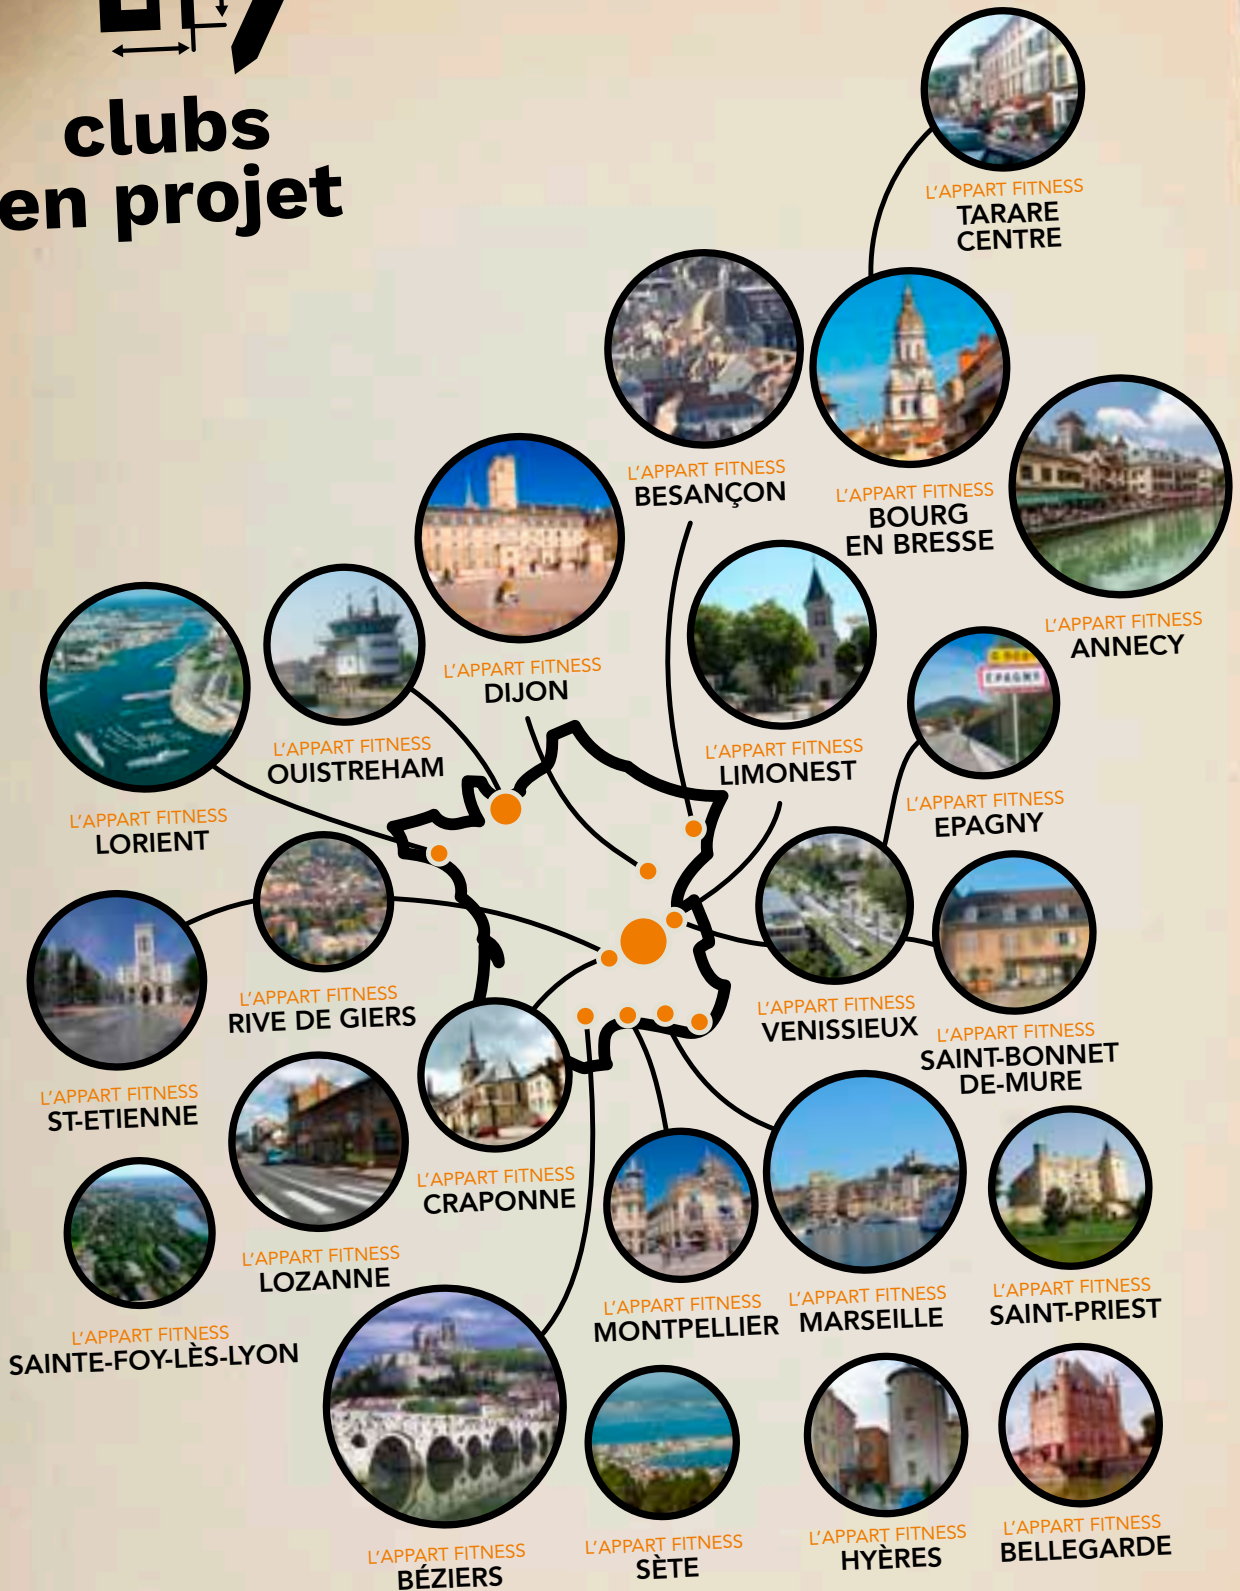 clubs
en projet
L'APPART FITNESS
TARARE
CENTRE
L'APPART FITNESS
BESANÇON
L'APPART FITNESS
BOURG
EN BRESSE
L'APPART FITNESS
ANNECY
L'APPART FITNESS
DIJON
L'APPART FITNESS
OUISTREHAM
L'APPART FITNESS
LIMONEST
EPAGNY
L'APPART FITNESS
EPAGNY
L'APPART FITNESS
LORIENT
L'APPART FITNESS
RIVE DE GIERS
L'APPART FITNESS
VENISSIEUX
L'APPART FITNESS
SAINT-BONNET
DE-MURE
L'APPART FITNESS
ST-ETIENNE
L'APPART FITNESS
CRAPONNE
L'APPART FITNESS
LOZANNE
L'APPART FITNESS
MONTPELLIER
L'APPART FITNESS
MARSEILLE
L'APPART FITNESS
SAINT-PRIEST
L'APPART FITNESS
SAINTE-FOY-LÈS-LYON
L'APPART FITNESS
BÉZIERS
L'APPART FITNESS
SÈTE
L'APPART FITNESS
HYÈRES
L'APPART FITNESS
BELLEGARDE